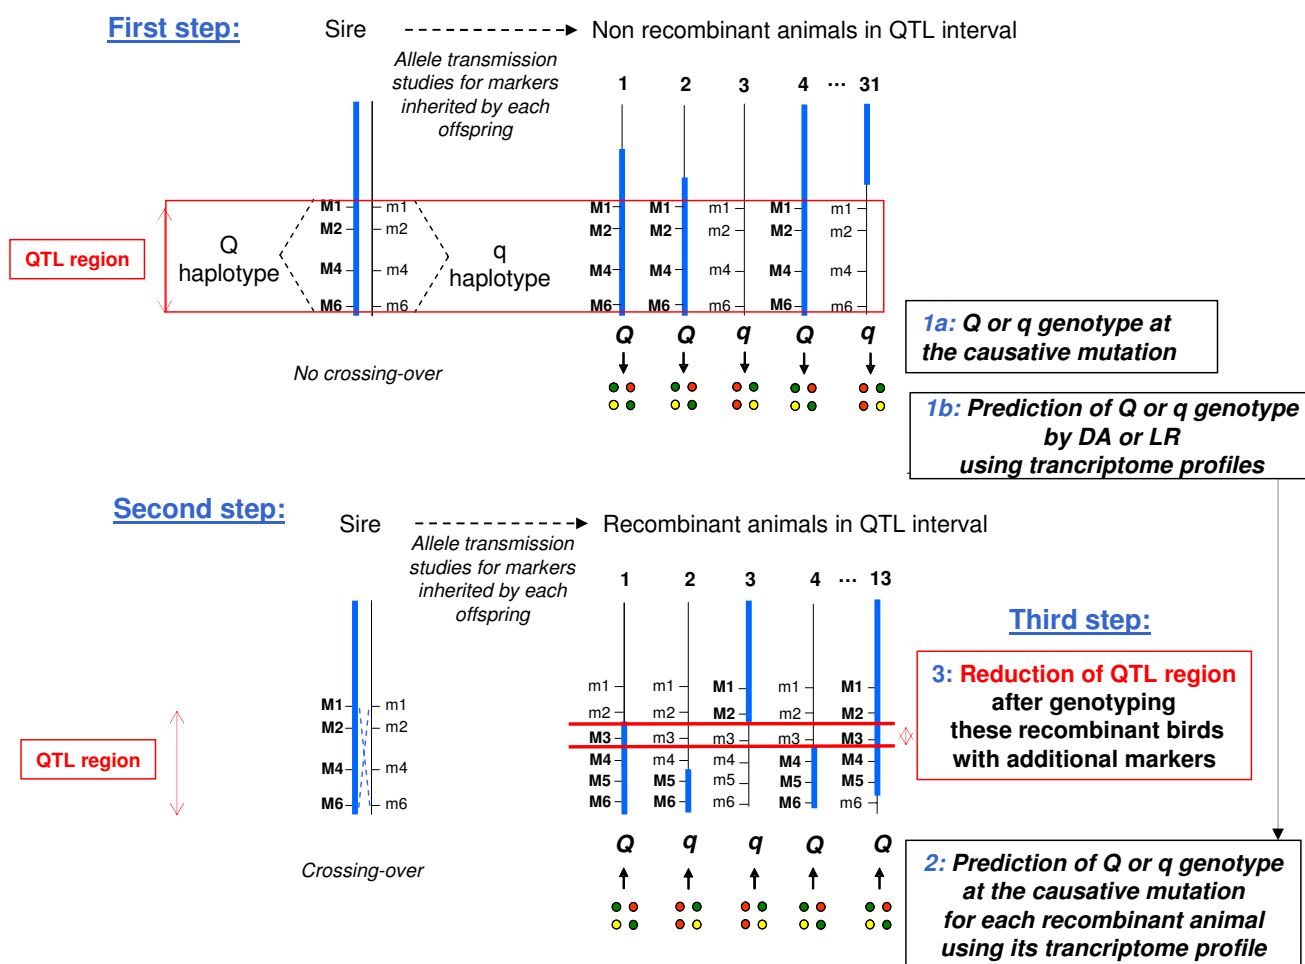 First step:
Sire
Non recombinant animals in QTL interval
Allele transmission
studies for markers
inherited by each
offspring
1 2 3 4 ... 31
M1 m1 M1 M1 m1 M1 m1
M2 m2 M2 M2 m2 M2 m2
M4 m4 M4 M4 m4 M4 m4
M6 m6 M6 M6 m6 M6 m6
QTL region
Q
haplotype
q
haplotype
Q Q q Q q
No crossing-over
1a: Q or q genotype at
the causative mutation
1b: Prediction of Q or q genotype
by DA or LR
using trancriptome profiles
Second step:
Sire
Recombinant animals in QTL interval
Allele transmission
studies for markers
inherited by each
offspring
1 2 3 4 ... 13
M1 m1
M2 m2
M4 m4
M6 m6
QTL region
Crossing-over
m1 m1 M1 m1 M1
m2 m2 M2 m2 M2
M3 m3 m3 m3 M3
M4 m4 m4 M4 M4
M5 M5 m5 M5 M5
M6 M6 m6 M6 m6
Q q q Q Q
Third step:
3: Reduction of QTL region
after genotyping
these recombinant birds
with additional markers
2: Prediction of Q or q genotype
at the causative mutation
for each recombinant animal
using its trancriptome profile